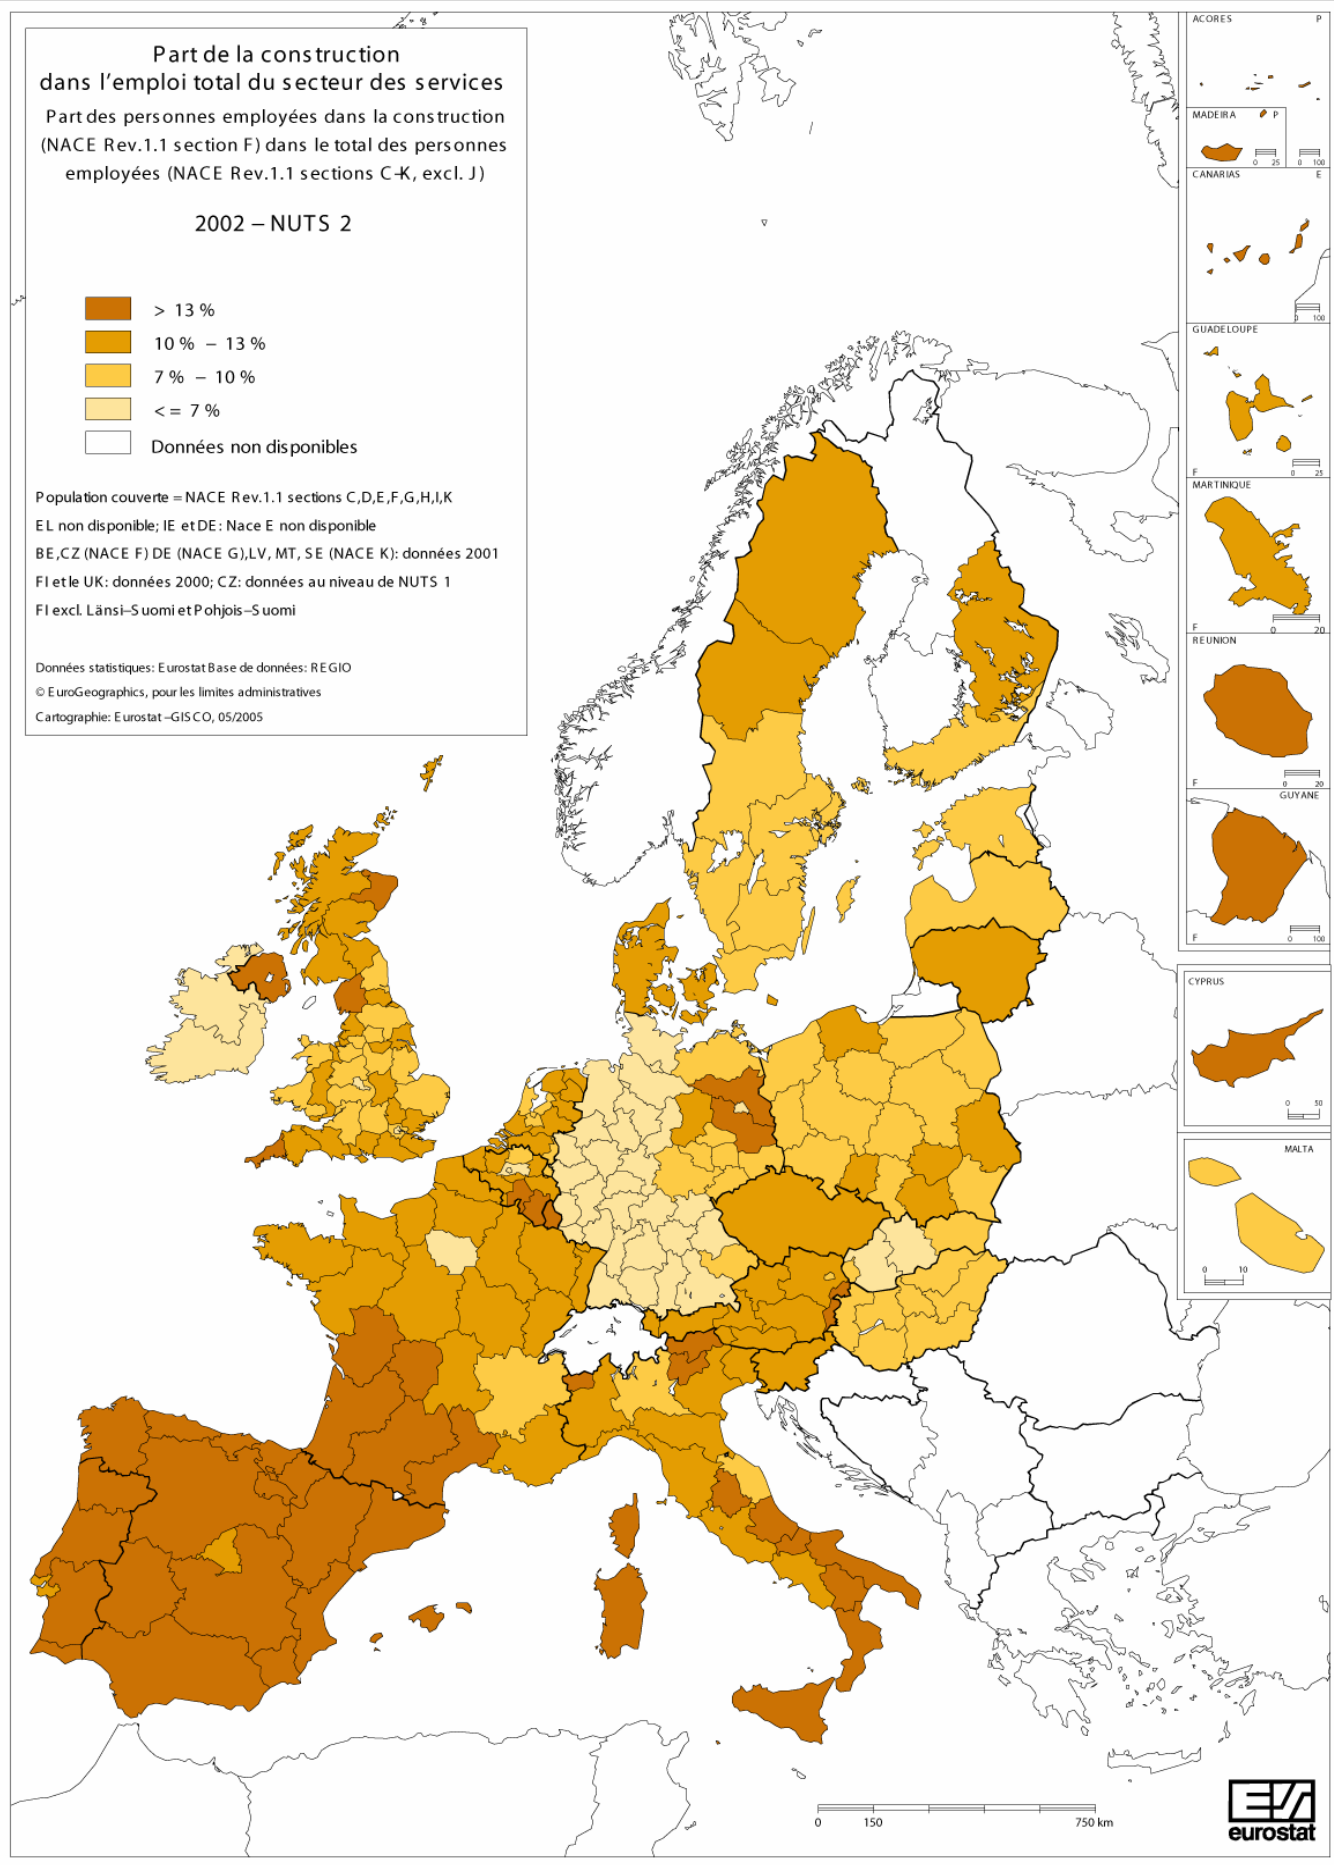 Part de la construction
dans l'emploi total du secteur des services
Part des personnes employées dans la construction
(NACE Rev.1.1 section F) dans le total des personnes
employées (NACE Rev.1.1 sections C-K, excl. J)
2002 – NUTS 2
> 13 %
10 % – 13 %
7 % – 10 %
<= 7 %
Données non disponibles
Population couverte = NACE Rev.1.1 sections C,D,E,F,G,H,I,K
EL non disponible; IE et DE: Nace E non disponible
BE,CZ (NACE F) DE (NACE G),LV, MT, SE (NACE K): données 2001
FI et le UK: données 2000; CZ: données au niveau de NUTS 1
FI excl. Länsi–Suomi et Pohjois–Suomi
Données statistiques: Eurostat Base de données: REGIO
© EuroGeographics, pour les limites administratives
Cartographie: Eurostat –GISCO, 05/2005
ACORES P
MADEIRA P
0 25 0 100
CANARIAS E
0 100
GUADELOUPE
F 0 25
MARTINIQUE
F 0 20
REUNION
F 0 20
GUYANE
F 0 100
CYPRUS
0 50
MALTA
0 10
0 150 750 km
eurostat